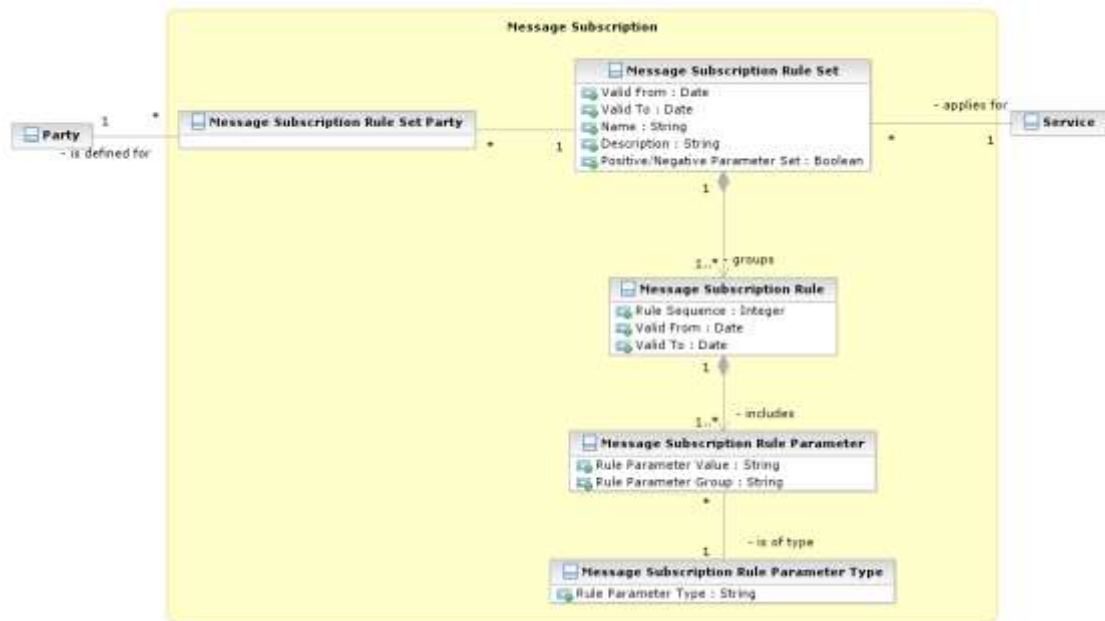 Message Subscription
Message Subscription Rule Set
Valid From : Date
Valid To : Date
Name : String
Description : String
Positive/Negative Parameter Set : Boolean
- applies for
Service
*
1
Message Subscription Rule Set Party
*
1
Party
1
*
- is defined for
1
1..*
- groups
Message Subscription Rule
Rule Sequence : Integer
Valid From : Date
Valid To : Date
1
1..*
- includes
Message Subscription Rule Parameter
Rule Parameter Value : String
Rule Parameter Group : String
*
- is of type
1
Message Subscription Rule Parameter Type
Rule Parameter Type : String